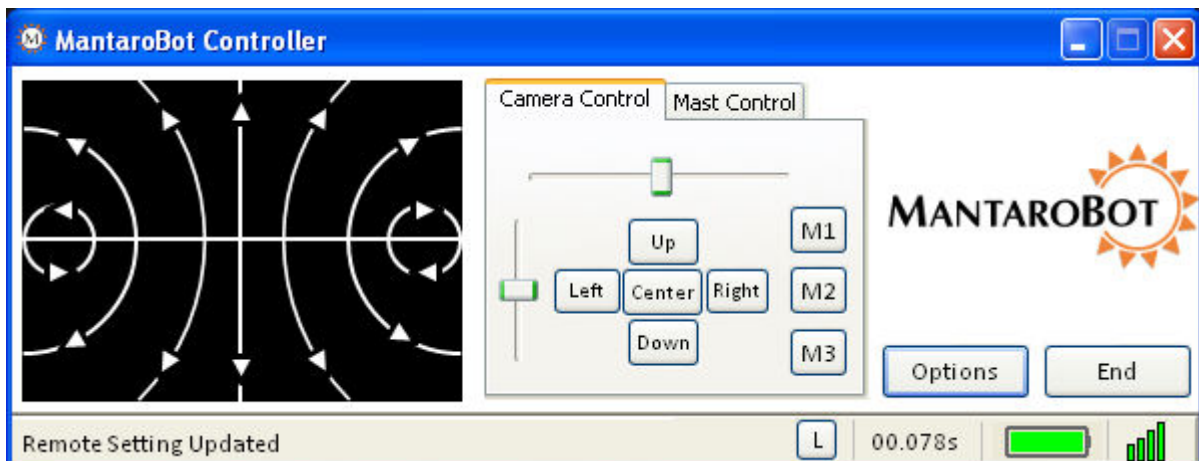 MantaroBot Controller
Camera Control
Mast Control
Up
Left
Center
Right
Down
M1
M2
M3
MANTAROBOT
Options
End
Remote Setting Updated
L
00.078s